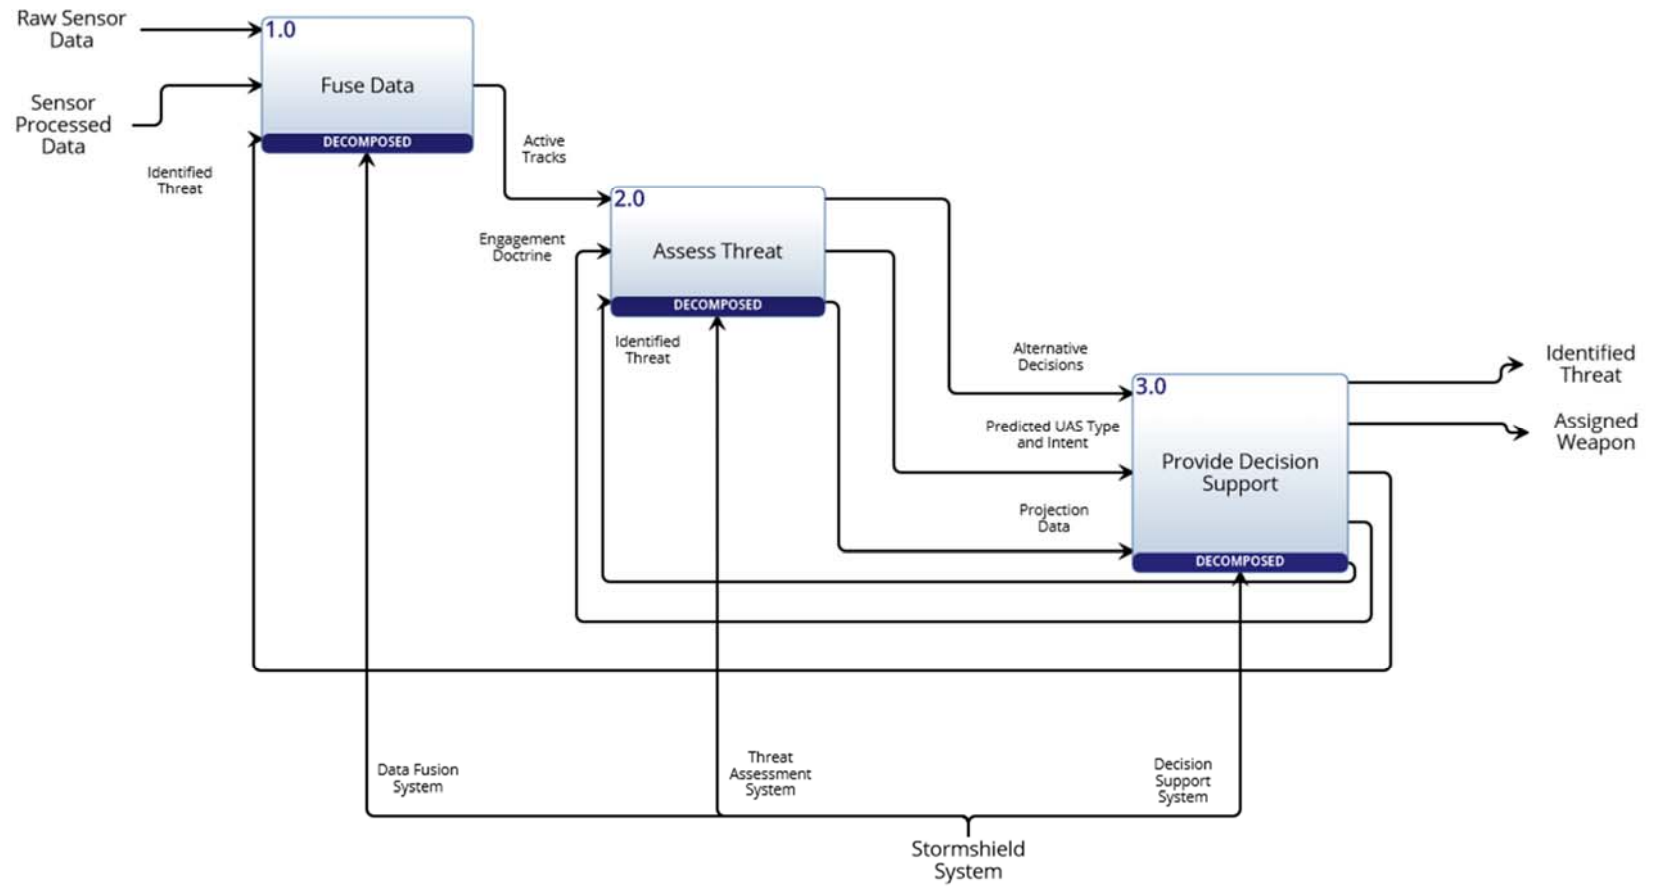 Raw Sensor
Data
1.0
Fuse Data
DECOMPOSED
Sensor
Processed
Data
Identified
Threat
Active
Tracks
2.0
Assess Threat
DECOMPOSED
Engagement
Doctrine
Identified
Threat
Alternative
Decisions
Predicted UAS Type
and Intent
Projection
Data
3.0
Provide Decision
Support
DECOMPOSED
Identified
Threat
Assigned
Weapon
Data Fusion
System
Threat
Assessment
System
Decision
Support
System
Stormshield
System